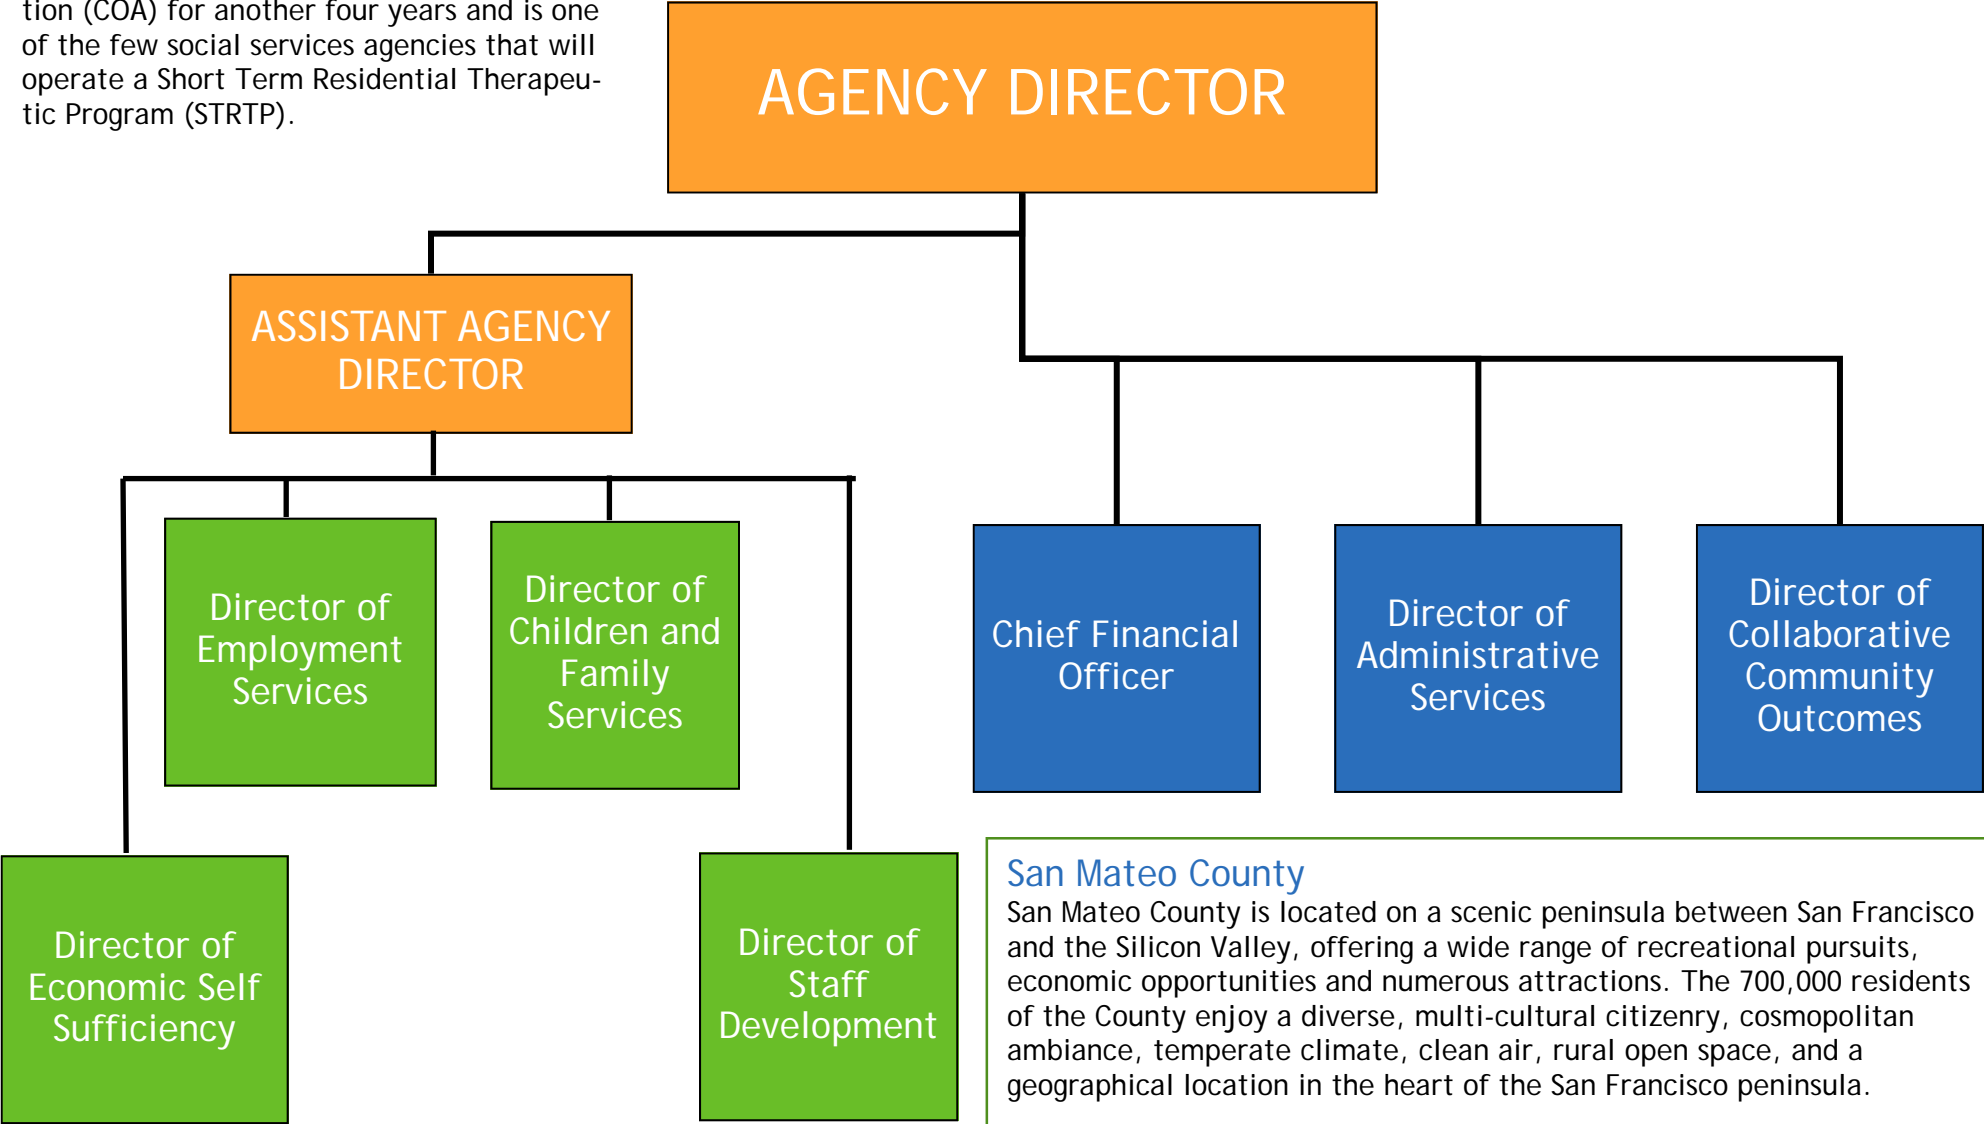 tion (COA) for another four years and is one
of the few social services agencies that will
operate a Short Term Residential Therapeu-
tic Program (STRTP).
AGENCY DIRECTOR
ASSISTANT AGENCY
DIRECTOR
Director of
Employment
Services
Director of
Children and
Family
Services
Chief Financial
Officer
Director of
Administrative
Services
Director of
Collaborative
Community
Outcomes
Director of
Economic Self
Sufficiency
Director of
Staff
Development
San Mateo County
San Mateo County is located on a scenic peninsula between San Francisco
and the Silicon Valley, offering a wide range of recreational pursuits,
economic opportunities and numerous attractions. The 700,000 residents
of the County enjoy a diverse, multi-cultural citizenry, cosmopolitan
ambiance, temperate climate, clean air, rural open space, and a
geographical location in the heart of the San Francisco peninsula.